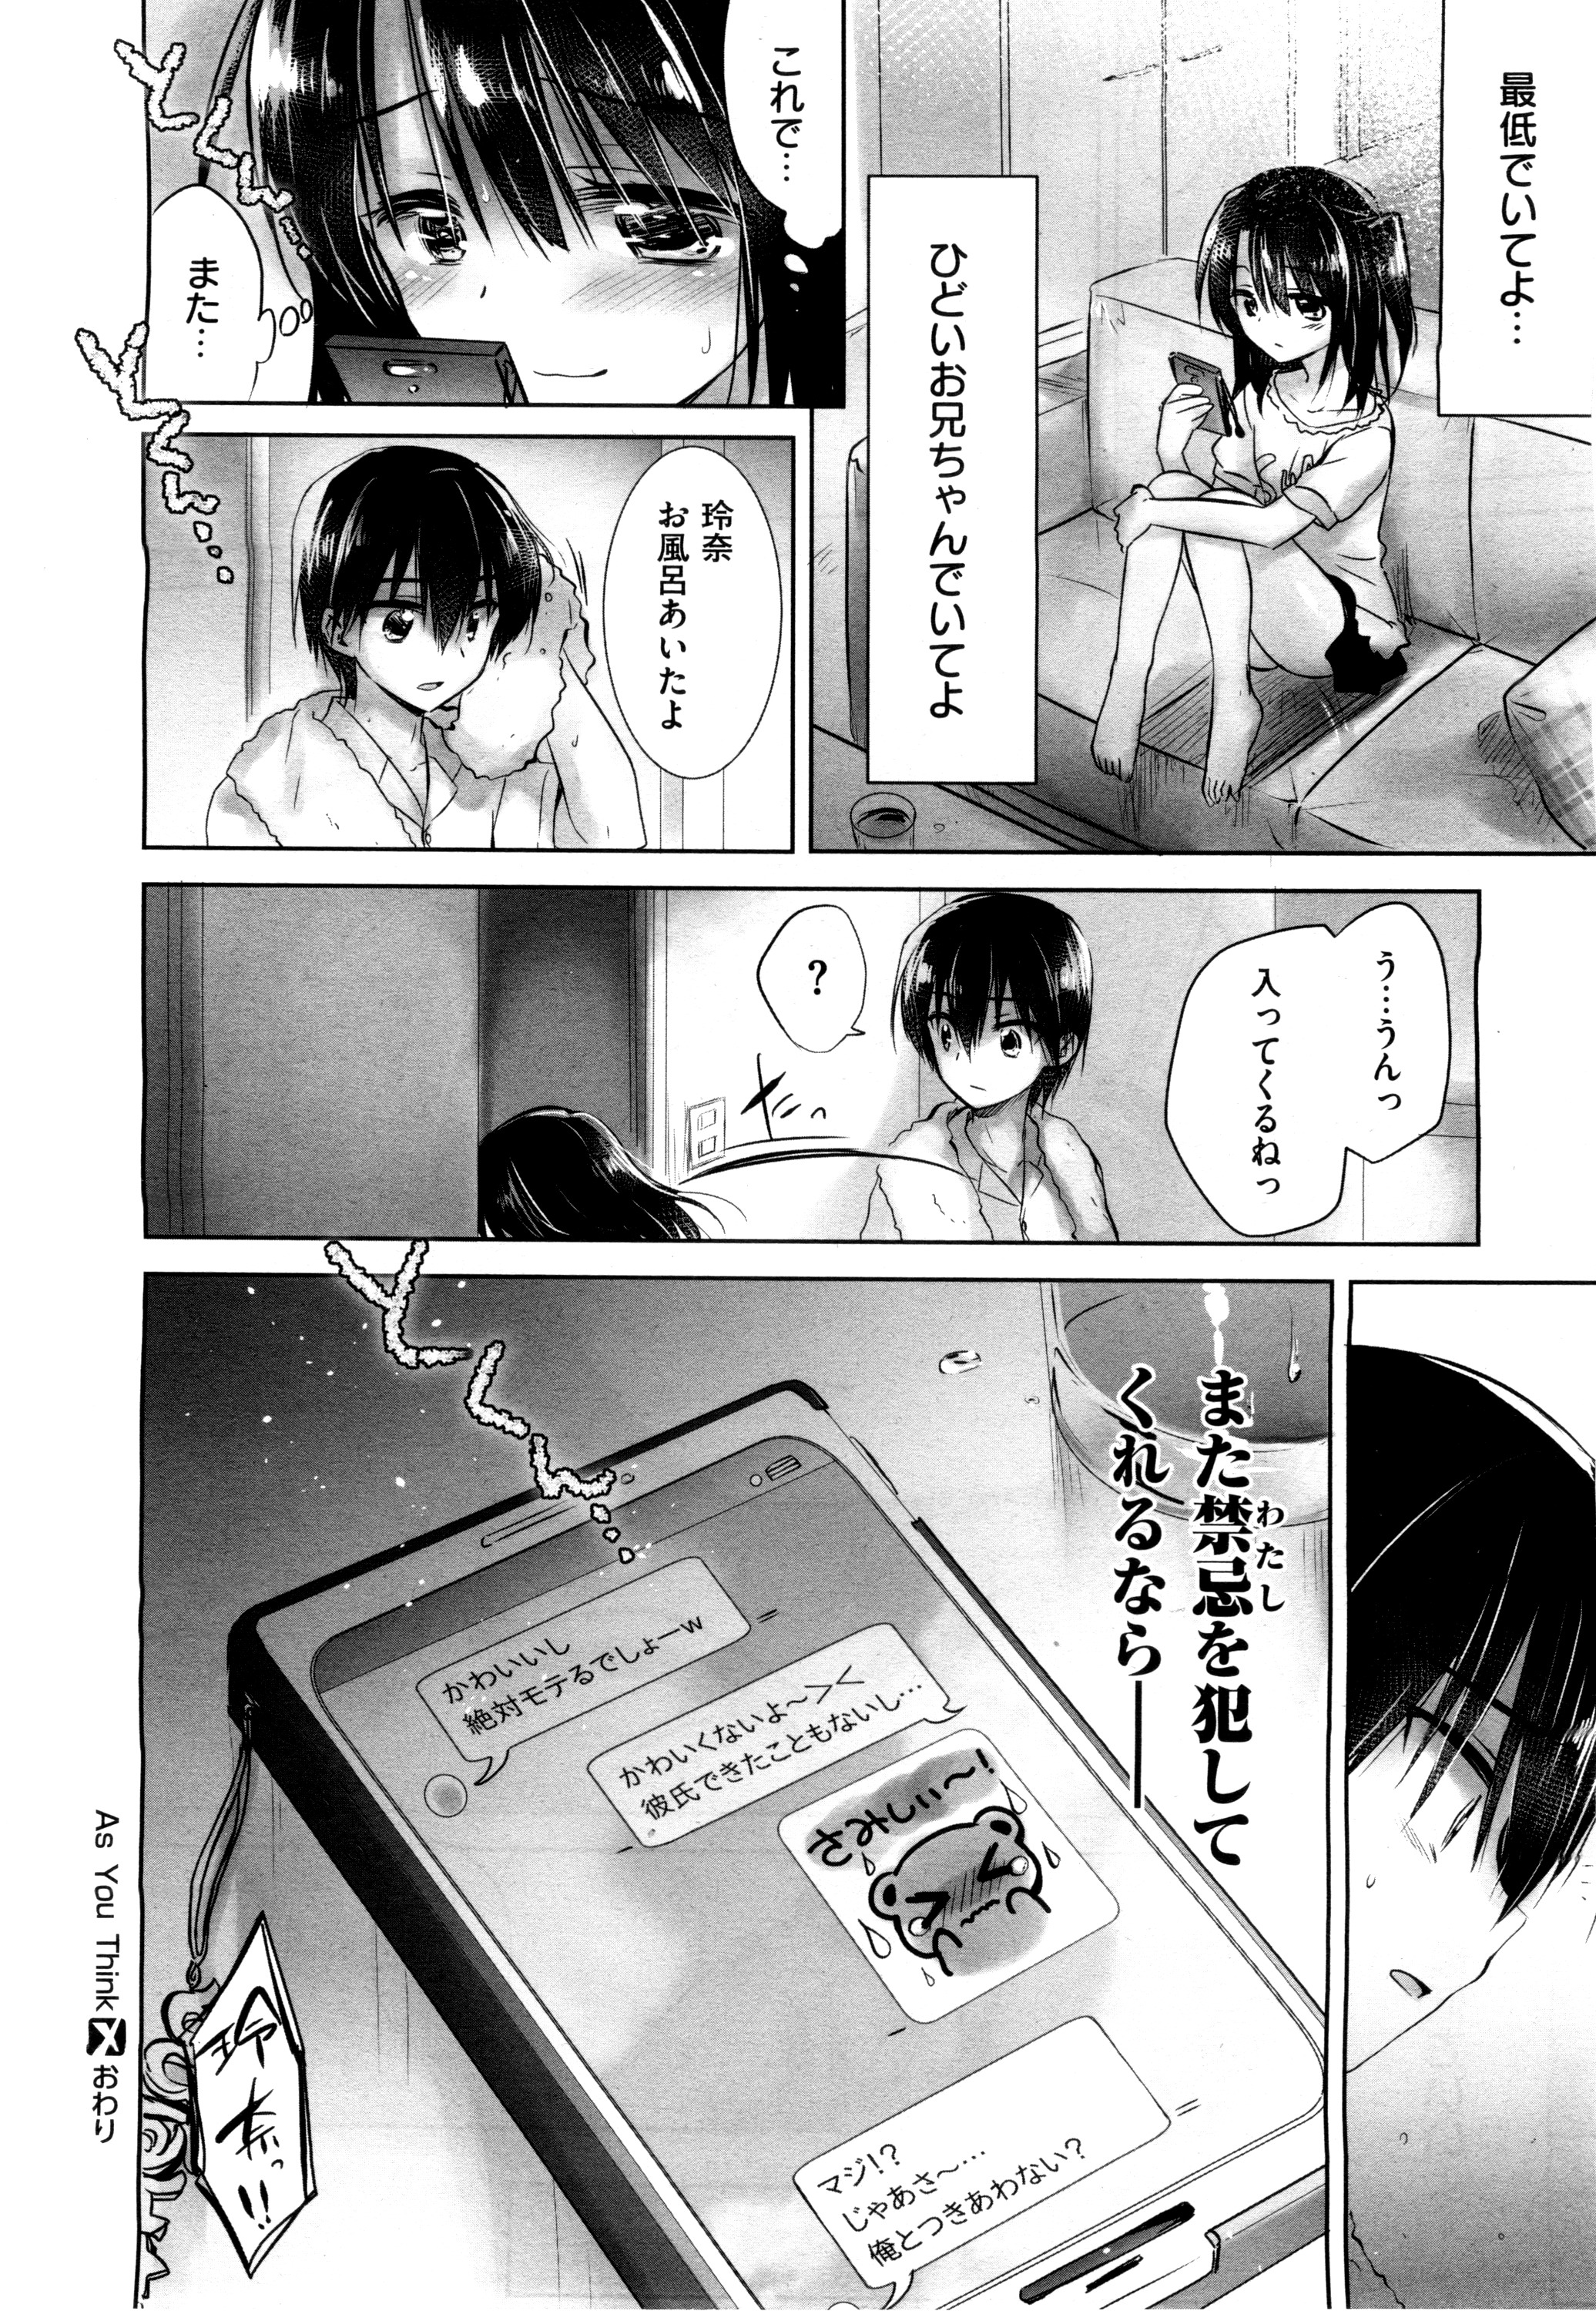 最低でいてよ…
ひどいお兄ちゃんでいてよ
これで…
また…
とくん
とくん
玲奈
お風呂あいたよ
う…うんっ
入ってくるねっ
?
だっ
また禁忌を犯して
わたし
くれるなら――
とくん
かわいいし
絶対モテるでしょーw
かわいくないよ～><
彼氏できたこともないし…
さみしい～!
マジ!?
じゃあさ～…
俺とつきあわない?
玲奈っ!!
As You Think X おわり